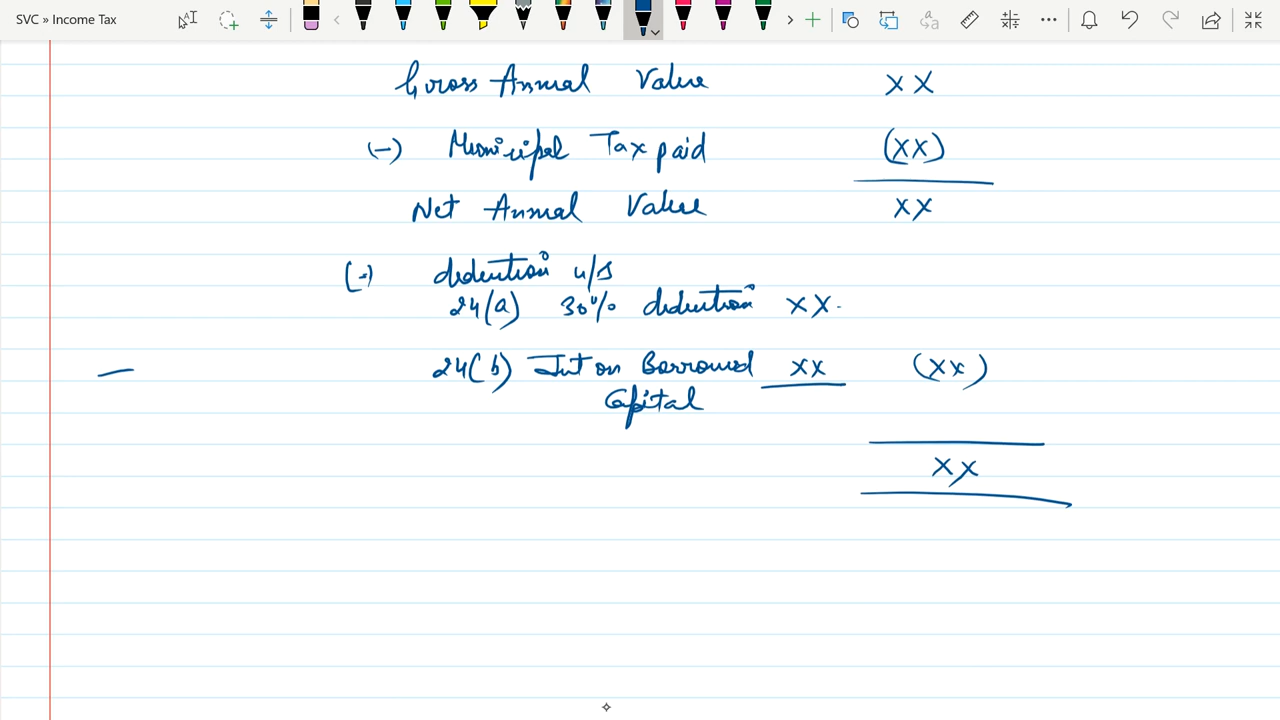 SVC » Income Tax
Gross Annual Value XX
(-) Municipal Tax paid (XX)
Net Annual Value XX
(-) deduction u/s
24(a) 30% deduction XX
24(b) Int on Borrowed XX (XX)
Capital
XX